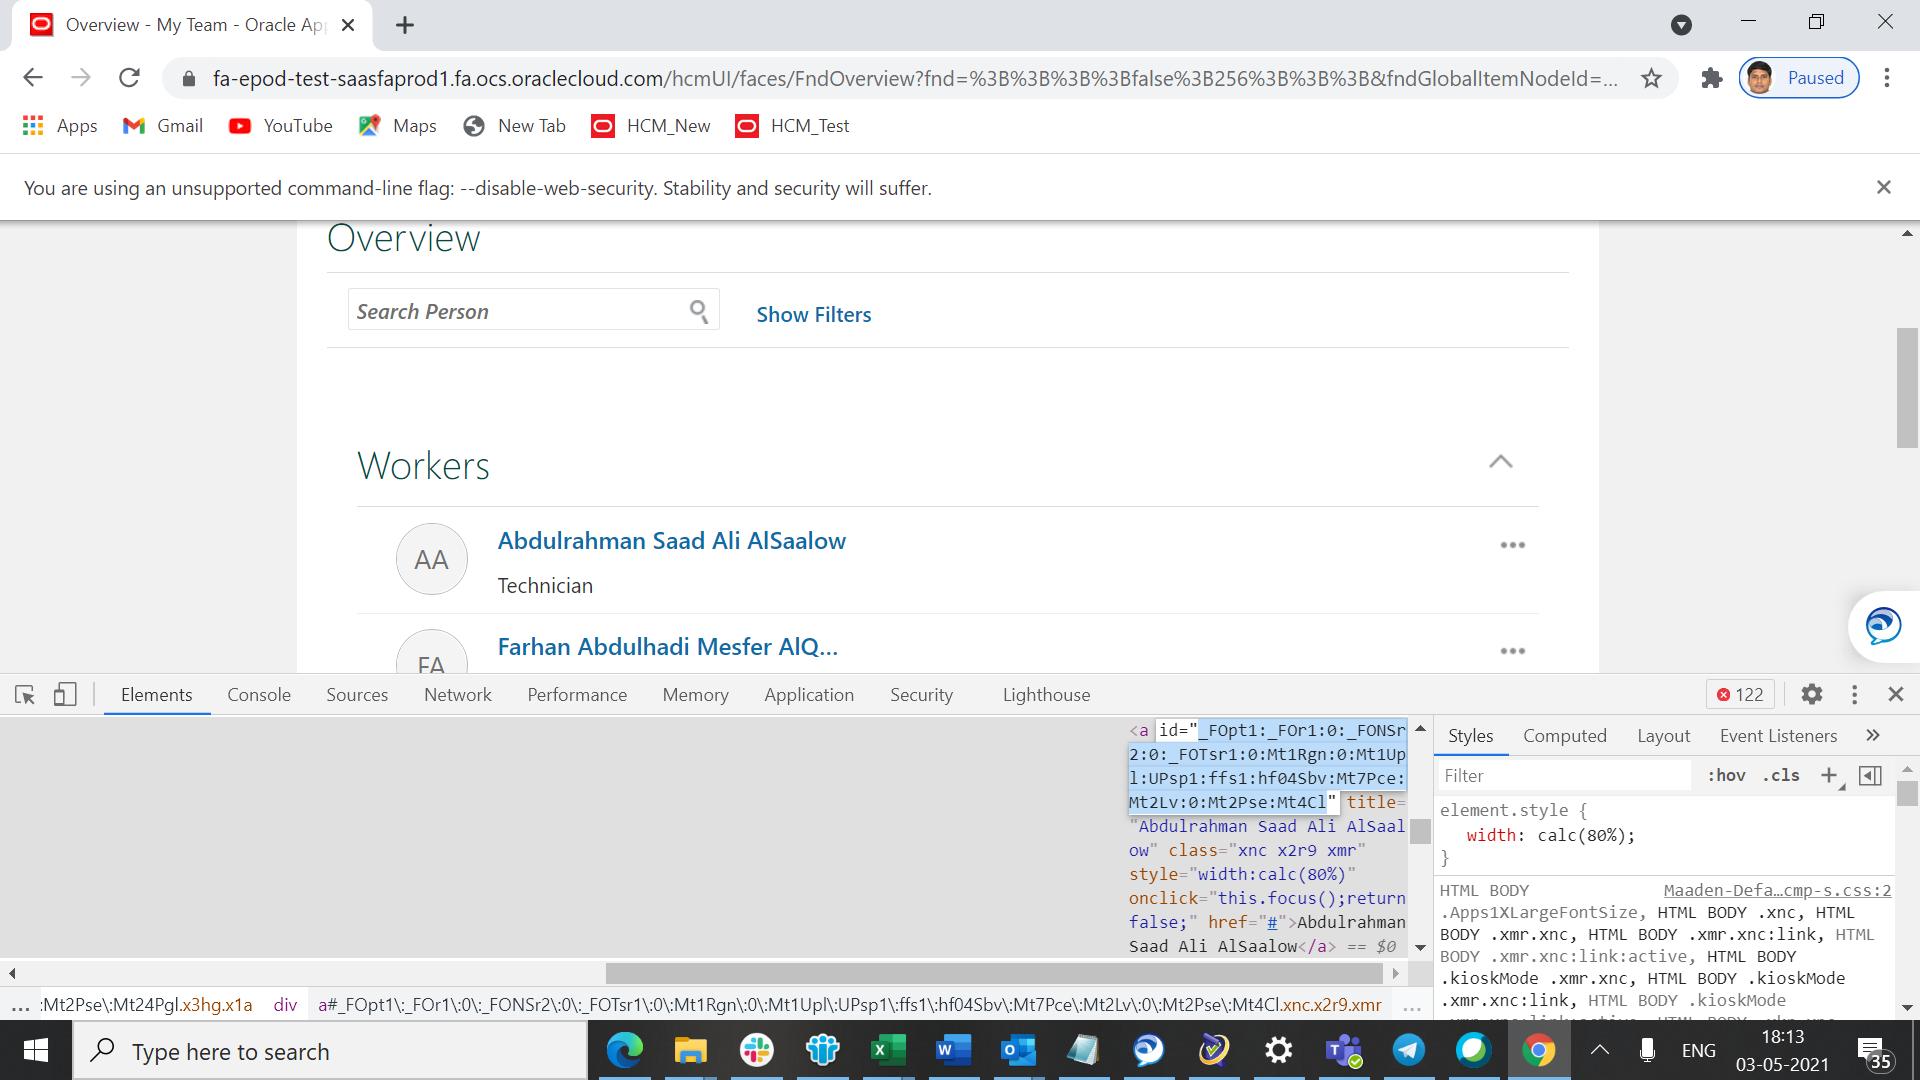 Overview - My Team - Oracle Ap
fa-epod-test-saasfaprod1.fa.ocs.oraclecloud.com/hcmUI/faces/FndOverview?fnd=%3B%3B%3B%3Bfalse%3B256%3B%3B%3B&fndGlobalItemNodeId=...
Paused
Apps
Gmail
YouTube
Maps
New Tab
HCM_New
HCM_Test
You are using an unsupported command-line flag: --disable-web-security. Stability and security will suffer.
Overview
Search Person
Show Filters
Workers
AA
Abdulrahman Saad Ali AlSaalow
Technician
FA
Farhan Abdulhadi Mesfer AlQ...
Elements
Console
Sources
Network
Performance
Memory
Application
Security
Lighthouse
122
<a id="_FOpt1:_FOr1:0:_FONSr
2:0:_FOTsr1:0:Mt1Rgn:0:Mt1Up
l:UPsp1:ffs1:hf04Sbv:Mt7Pce:
Mt2Lv:0:Mt2Pse:Mt4Cl" title=
"Abdulrahman Saad Ali AlSaal
ow" class="xnc x2r9 xmr"
style="width:calc(80%)"
onclick="this.focus();return
false;" href="#">Abdulrahman
Saad Ali AlSaalow</a> == $0
Styles
Computed
Layout
Event Listeners
»
Filter
:hov
.cls
element.style {
width: calc(80%);
}
HTML BODY
Maaden-Defa…cmp-s.css:2
.Apps1XLargeFontSize, HTML BODY .xnc, HTML
BODY .xmr.xnc, HTML BODY .xmr.xnc:link, HTML
BODY .xmr.xnc:link:active, HTML BODY
.kioskMode .xmr.xnc, HTML BODY .kioskMode
.xmr.xnc:link, HTML BODY .kioskMode
... :Mt2Pse\:Mt24Pgl.x3hg.x1a
div
a#_FOpt1\:_FOr1\:0\:_FONSr2\:0\:_FOTsr1\:0\:Mt1Rgn\:0\:Mt1Upl\:UPsp1\:ffs1\:hf04Sbv\:Mt7Pce\:Mt2Lv\:0\:Mt2Pse\:Mt4Cl.xnc.x2r9.xmr
...
Type here to search
ENG
18:13
03-05-2021
35